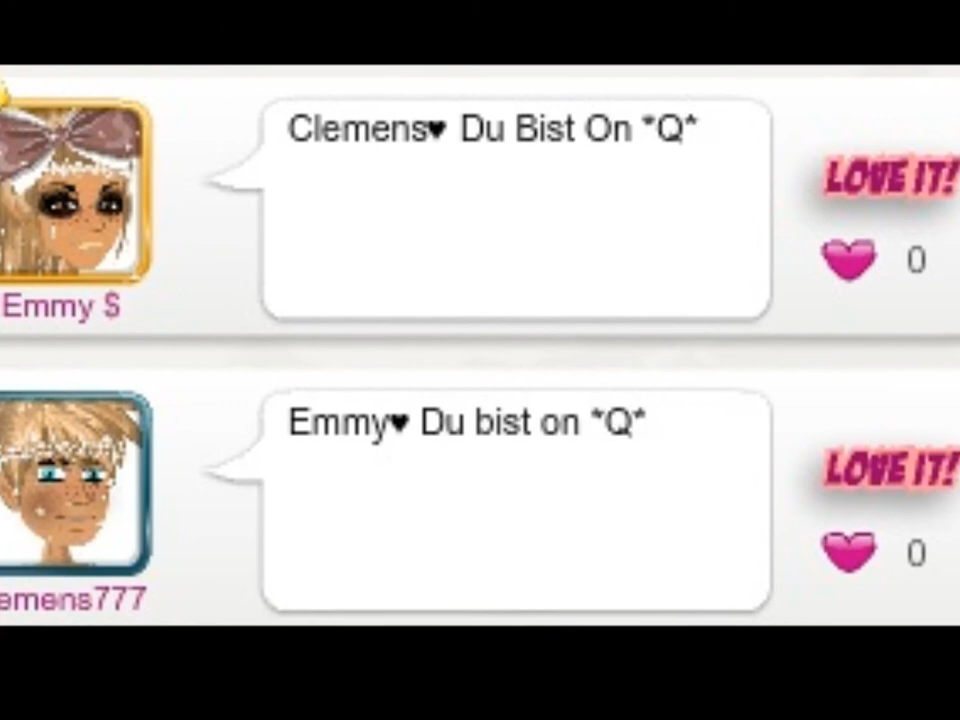 Clemens♥ Du Bist On *Q*
LOVE IT!
0
Emmy $
Emmy♥ Du bist on *Q*
LOVE IT!
0
emens777